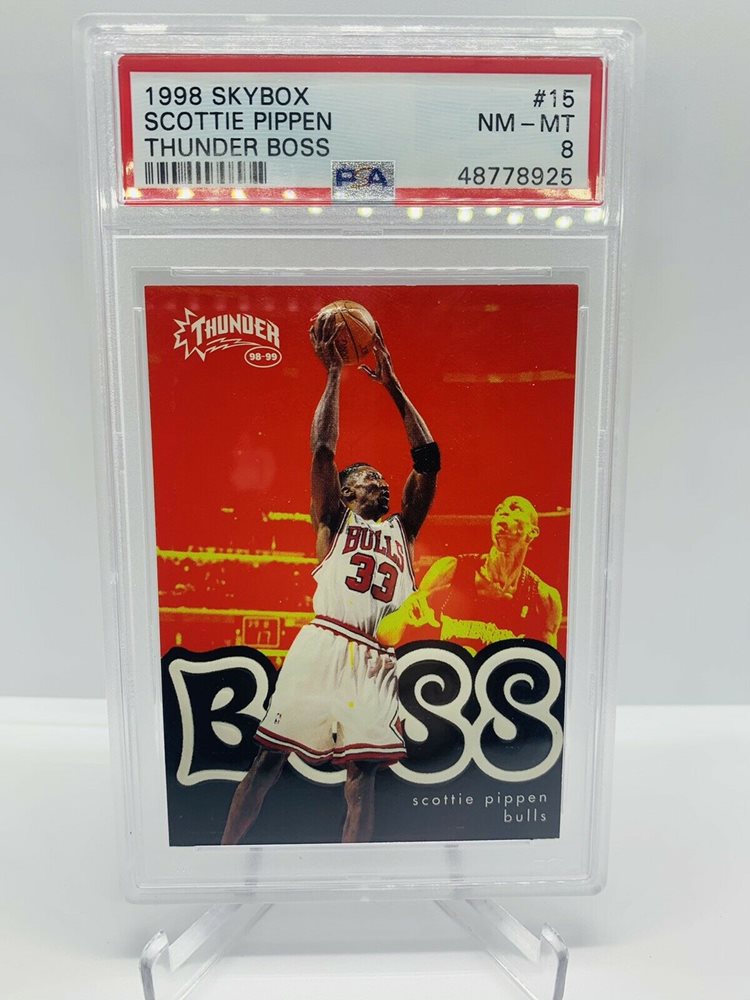 1998 SKYBOX #15
SCOTTIE PIPPEN NM - MT
THUNDER BOSS 8
PSA 48778925
THUNDER
98-99
BULLS
33
BOSS
scottie pippen
bulls